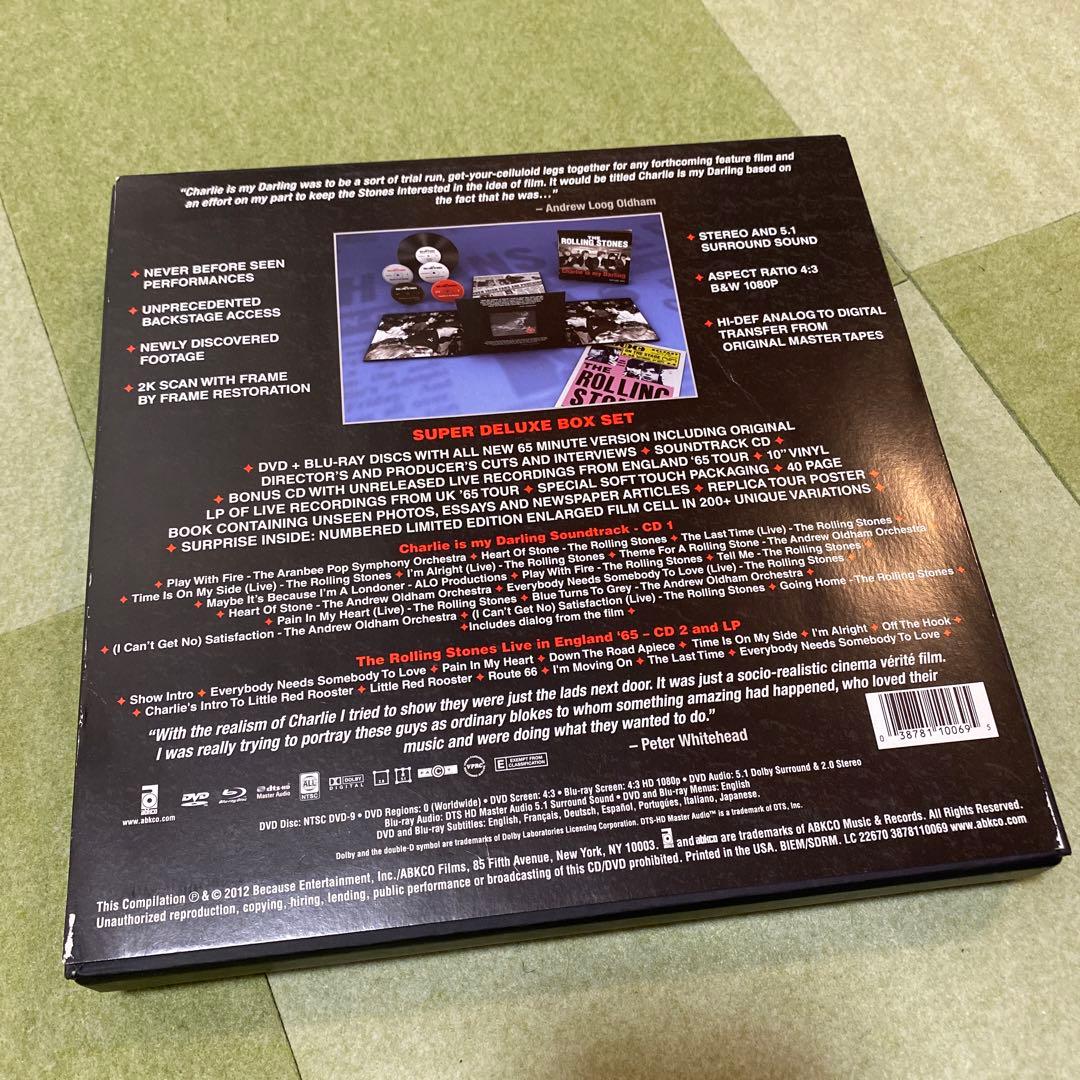 "Charlie is my Darling was to be a sort of trial run, get-your-celluloid legs together for any forthcoming feature film and
an effort on my part to keep the Stones interested in the idea of film. It would be titled Charlie is my Darling based on
the fact that he was..."
– Andrew Loog Oldham
✦ NEVER BEFORE SEEN
PERFORMANCES
✦ UNPRECEDENTED
BACKSTAGE ACCESS
✦ NEWLY DISCOVERED
FOOTAGE
✦ 2K SCAN WITH FRAME
BY FRAME RESTORATION
THE
ROLLING STONES
Charlie is my Darling
THE
ROLLING
STONES
✦ STEREO AND 5.1
SURROUND SOUND
✦ ASPECT RATIO 4:3
B&W 1080P
✦ HI-DEF ANALOG TO DIGITAL
TRANSFER FROM
ORIGINAL MASTER TAPES
SUPER DELUXE BOX SET
✦ DVD + BLU-RAY DISCS WITH ALL NEW 65 MINUTE VERSION INCLUDING ORIGINAL
DIRECTOR'S AND PRODUCER'S CUTS AND INTERVIEWS ✦ SOUNDTRACK CD ✦
✦ BONUS CD WITH UNRELEASED LIVE RECORDINGS FROM ENGLAND '65 TOUR ✦ 10" VINYL
LP OF LIVE RECORDINGS FROM UK '65 TOUR ✦ SPECIAL SOFT TOUCH PACKAGING ✦ 40 PAGE
BOOK CONTAINING UNSEEN PHOTOS, ESSAYS AND NEWSPAPER ARTICLES ✦ REPLICA TOUR POSTER ✦
✦ SURPRISE INSIDE: NUMBERED LIMITED EDITION ENLARGED FILM CELL IN 200+ UNIQUE VARIATIONS ✦
Charlie is my Darling Soundtrack - CD 1
✦ Play With Fire - The Aranbee Pop Symphony Orchestra ✦ Heart Of Stone - The Rolling Stones ✦ The Last Time (Live) - The Rolling Stones ✦
✦ Time Is On My Side (Live) - The Rolling Stones ✦ I'm Alright (Live) - The Rolling Stones ✦ Theme For A Rolling Stone - The Andrew Oldham Orchestra
✦ Maybe It's Because I'm A Londoner - ALO Productions ✦ Play With Fire - The Rolling Stones ✦ Tell Me - The Rolling Stones ✦
✦ Heart Of Stone - The Andrew Oldham Orchestra ✦ Everybody Needs Somebody To Love (Live) - The Rolling Stones ✦
✦ Pain In My Heart (Live) - The Rolling Stones ✦ Blue Turns To Grey - The Andrew Oldham Orchestra ✦
✦ (I Can't Get No) Satisfaction - The Andrew Oldham Orchestra ✦ (I Can't Get No) Satisfaction (Live) - The Rolling Stones ✦ Going Home - The Rolling Stones ✦
✦Includes dialog from the film ✦
The Rolling Stones Live in England '65 – CD 2 and LP
✦ Show Intro ✦ Everybody Needs Somebody To Love ✦ Pain In My Heart ✦ Down The Road Apiece ✦ Time Is On My Side ✦ I'm Alright ✦ Off The Hook ✦
✦ Charlie's Intro To Little Red Rooster ✦ Little Red Rooster ✦ Route 66 ✦ I'm Moving On ✦ The Last Time ✦ Everybody Needs Somebody To Love ✦
"With the realism of Charlie I tried to show they were just the lads next door. It was just a socio-realistic cinema vérité film.
I was really trying to portray these guys as ordinary blokes to whom something amazing had happened, who loved their
music and were doing what they wanted to do."
– Peter Whitehead
0 38781 10069 5
abkco
www.abkco.com
DVD
Blu-ray Disc
dts-HD
Master Audio
ALL
NTSC
DOLBY
DIGITAL
VPRC
E EXEMPT FROM
CLASSIFICATION
DVD Disc: NTSC DVD-9 • DVD Regions: 0 (Worldwide) • DVD Screen: 4:3 • Blu-ray Screen: 4:3 HD 1080p • DVD Audio: 5.1 Dolby Surround & 2.0 Stereo
Blu-ray Audio: DTS HD Master Audio 5.1 Surround Sound • DVD and Blu-ray Menus: English
DVD and Blu-ray Subtitles: English, Français, Deutsch, Español, Portugúes, Italiano, Japanese.
Dolby and the double-D symbol are trademarks of Dolby Laboratories Licensing Corporation. DTS-HD Master Audio™ is a trademark of DTS, Inc.
This Compilation ℗ & © 2012 Because Entertainment, Inc./ABKCO Films, 85 Fifth Avenue, New York, NY 10003. and abkco are trademarks of ABKCO Music & Records. All Rights Reserved.
Unauthorized reproduction, copying, hiring, lending, public performance or broadcasting of this CD/DVD prohibited. Printed in the USA. BIEM/SDRM. LC 22670 3878110069 www.abkco.com